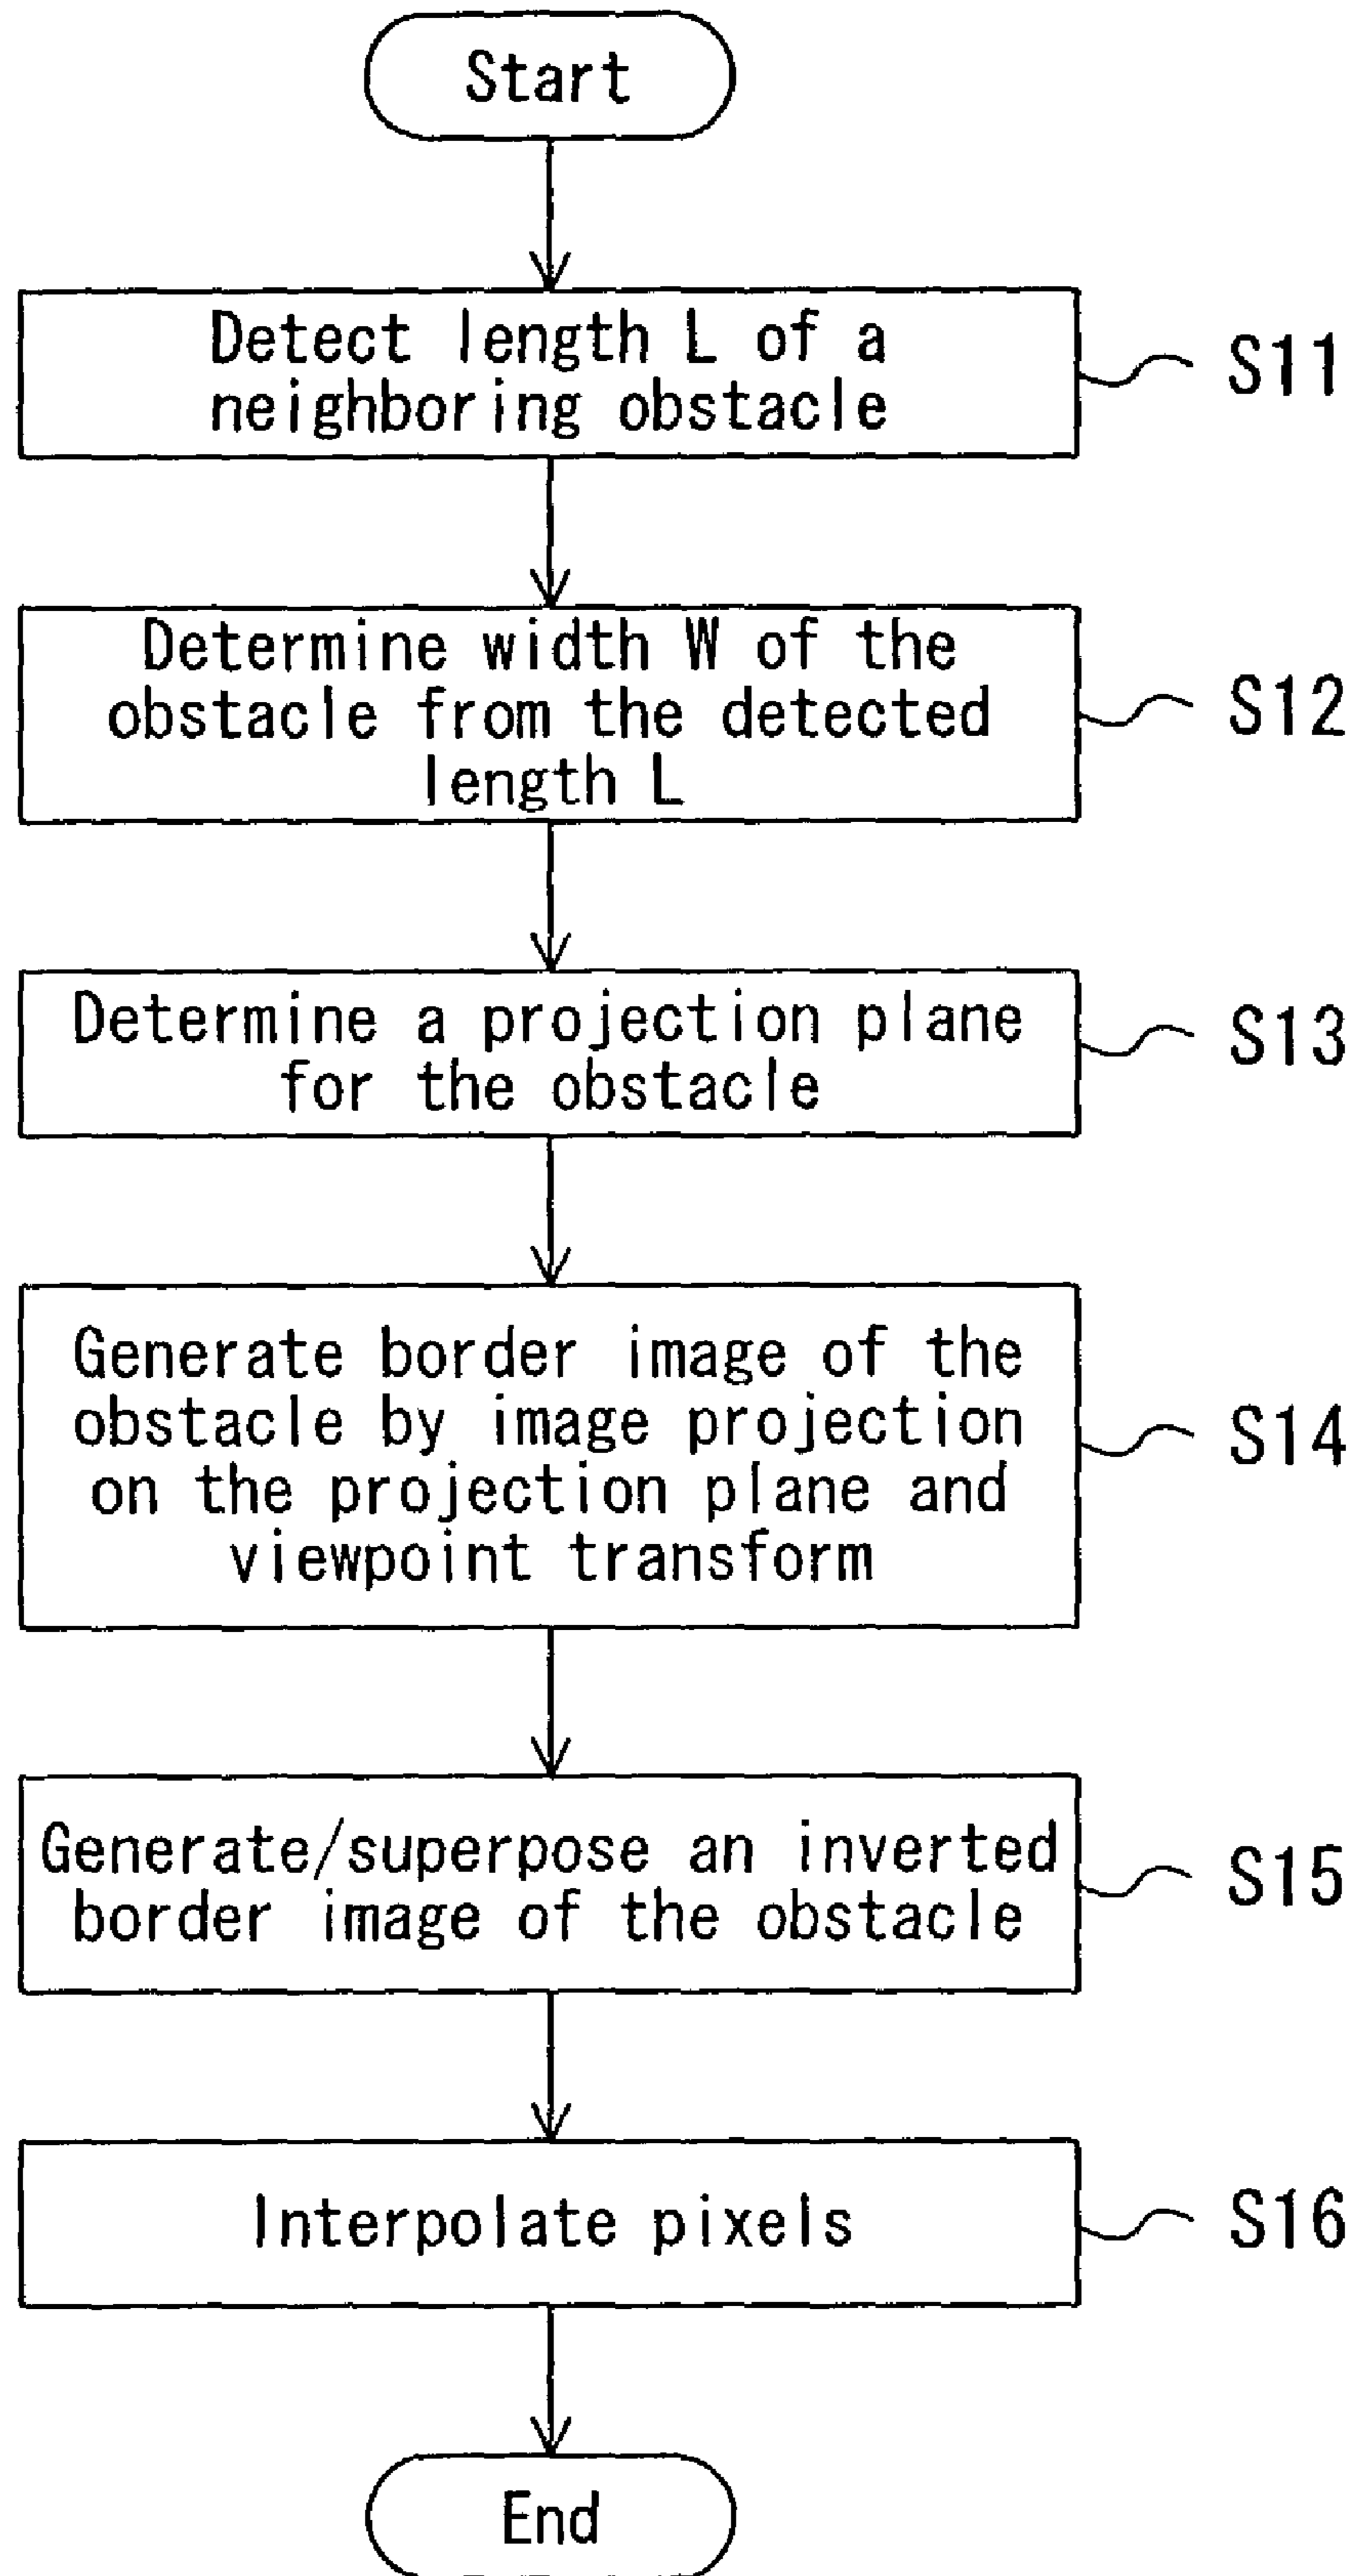 Start
Detect length L of a
neighboring obstacle
S11
Determine width W of the
obstacle from the detected
length L
S12
Determine a projection plane
for the obstacle
S13
Generate border image of the
obstacle by image projection
on the projection plane and
viewpoint transform
S14
Generate/superpose an inverted
border image of the obstacle
S15
Interpolate pixels
S16
End